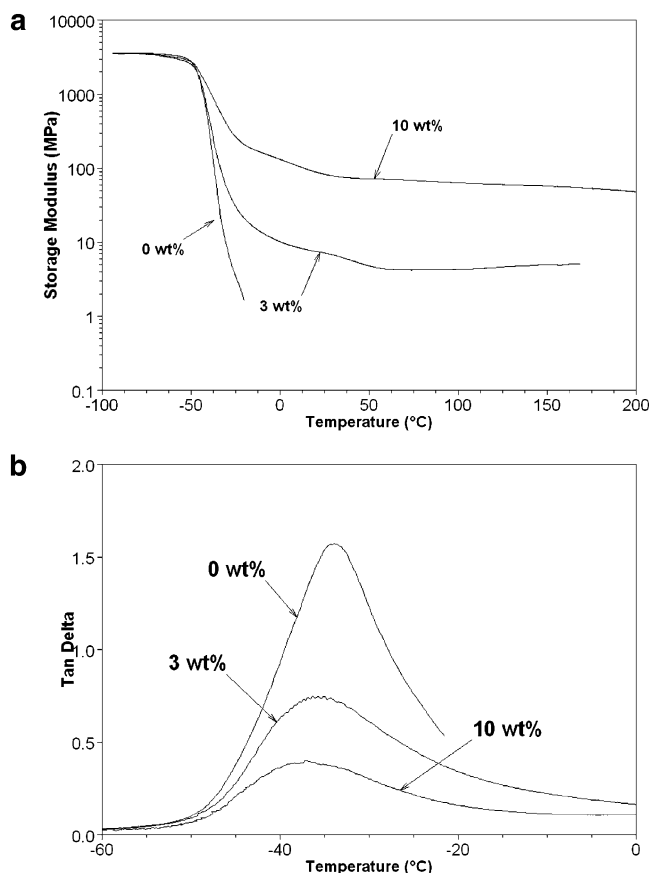 a
10000
1000
100
10
1
0.1
Storage Modulus (MPa)
10 wt%
0 wt%
3 wt%
-100
-50
0
50
100
150
200
Temperature (°C)
b
2.0
1.5
1.0
0.5
0.0
Tan Delta
0 wt%
3 wt%
10 wt%
-60
-40
-20
0
Temperature (°C)